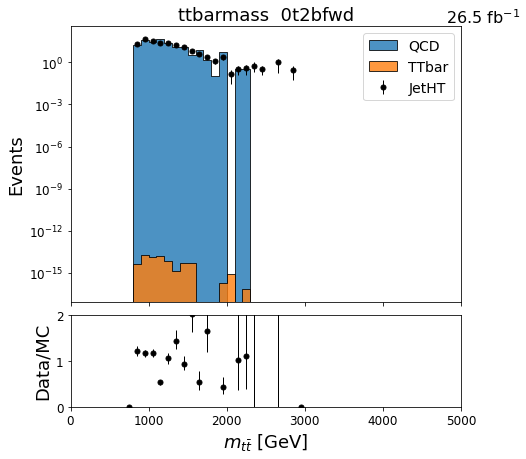 ttbarmass 0t2bfwd
26.5 fb⁻¹
QCD
TTbar
JetHT
Events
10⁰
10⁻³
10⁻⁶
10⁻⁹
10⁻¹²
10⁻¹⁵
Data/MC
2
1
0
0 1000 2000 3000 4000 5000
m_{t\bar{t}} [GeV]